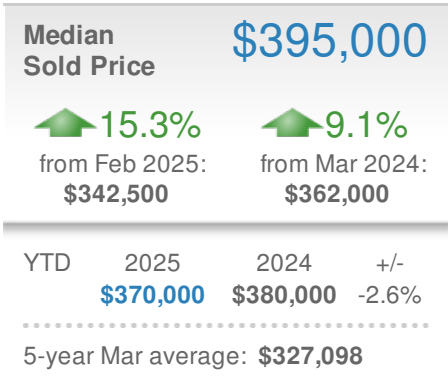 Median $395,000
Sold Price
15.3% 9.1%
from Feb 2025: from Mar 2024:
$342,500 $362,000
YTD 2025 2024 +/-
$370,000 $380,000 -2.6%
5-year Mar average: $327,098